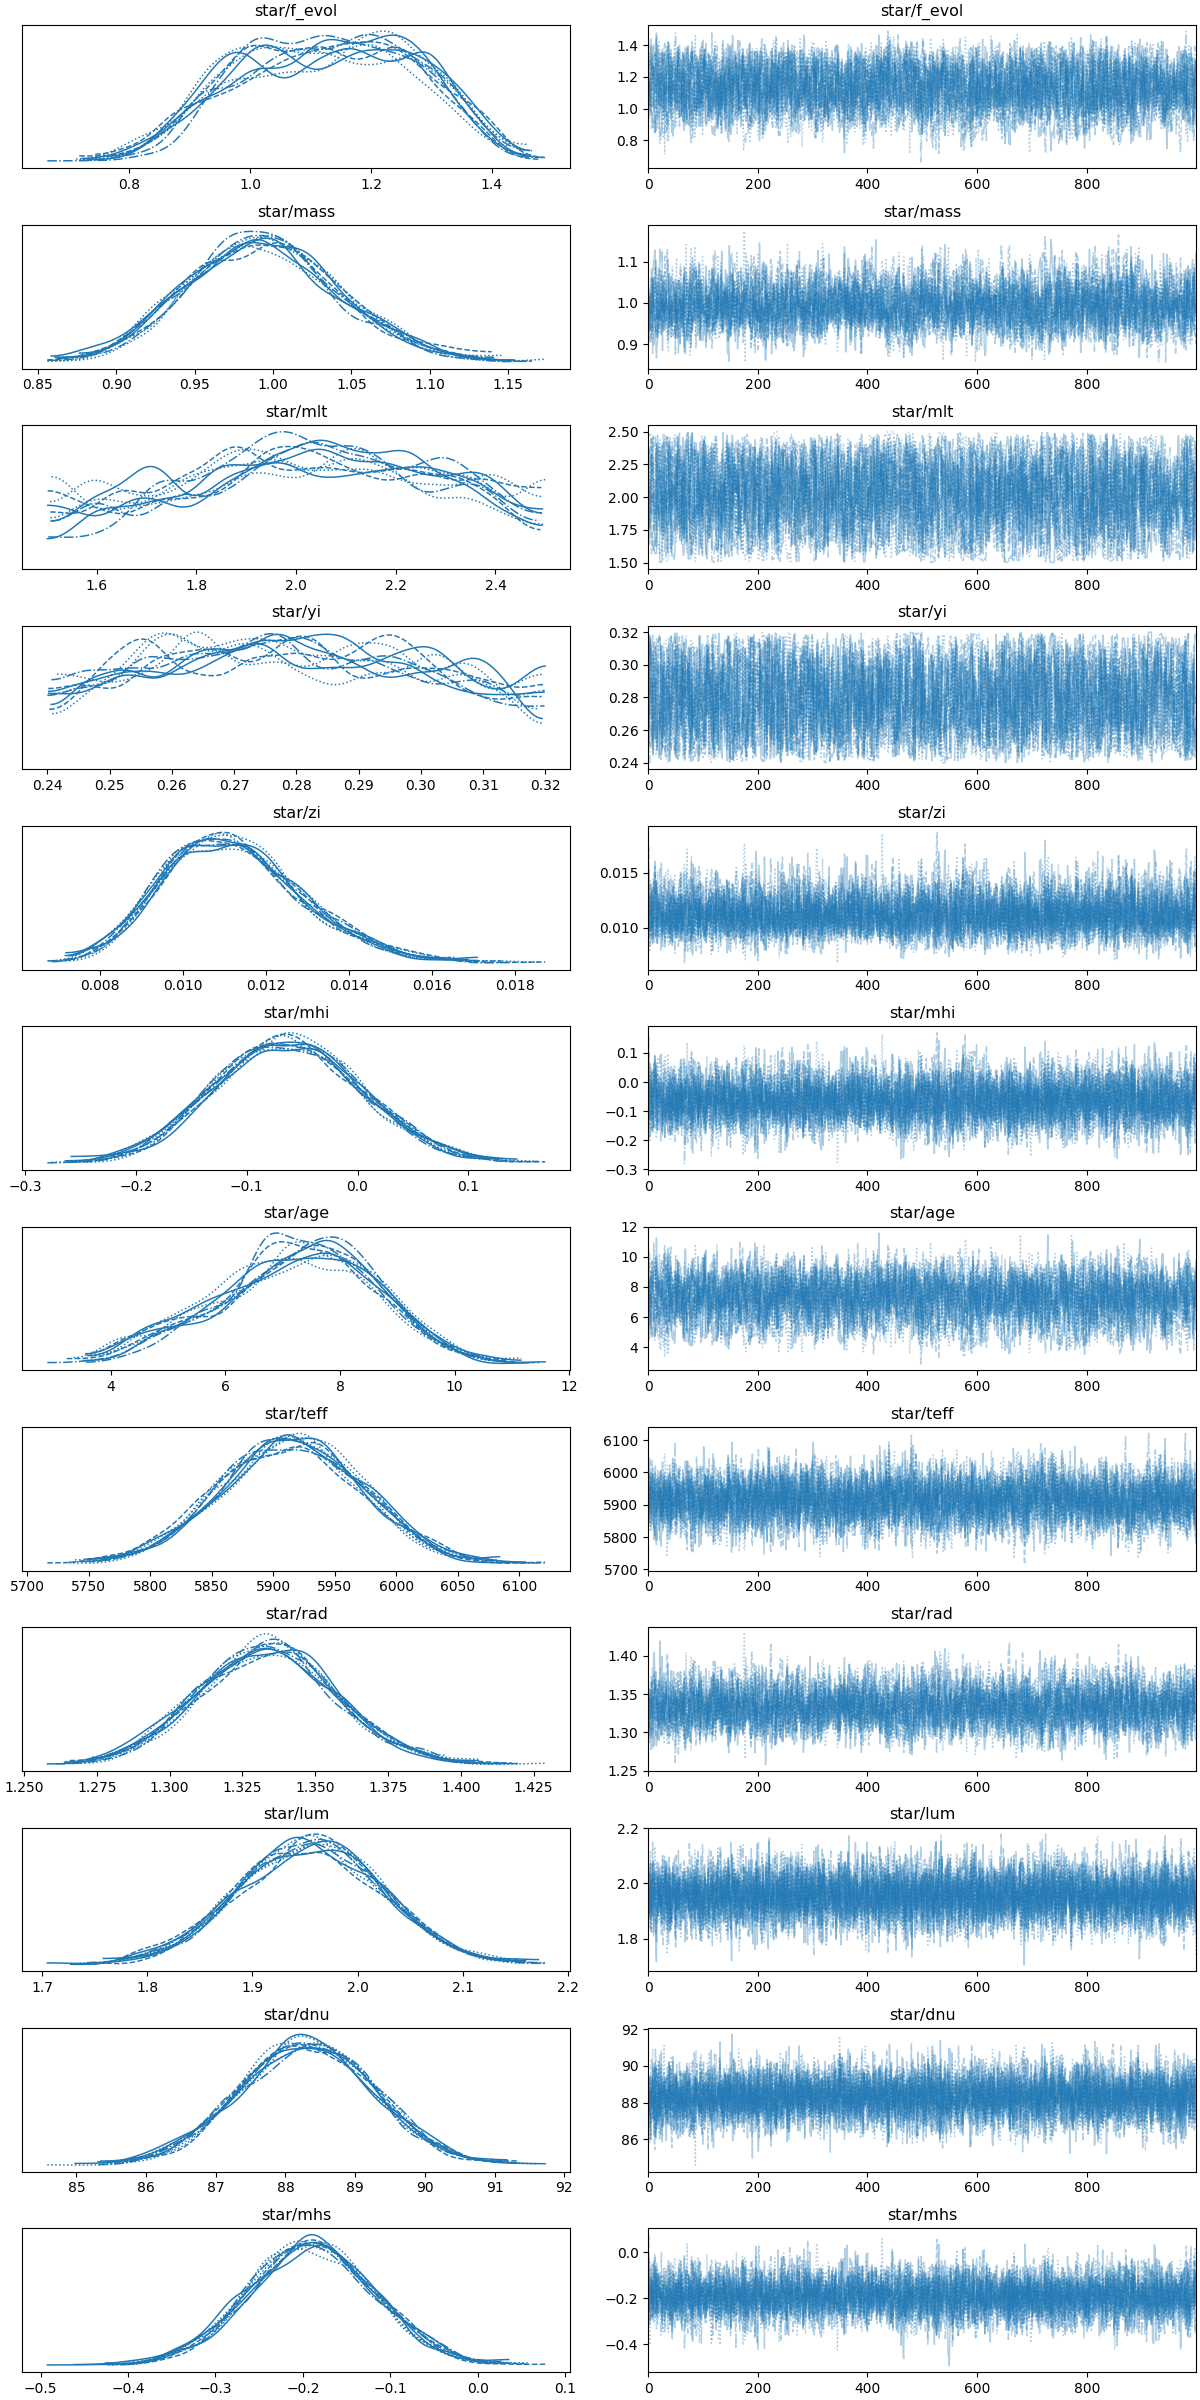 star/f_evol star/f_evol
1.4
1.2
1.0
0.8
0.8 1.0 1.2 1.4 0 200 400 600 800
star/mass star/mass
1.1
1.0
0.9
0.85 0.90 0.95 1.00 1.05 1.10 1.15 0 200 400 600 800
star/mlt star/mlt
2.50
2.25
2.00
1.75
1.50
1.6 1.8 2.0 2.2 2.4 0 200 400 600 800
star/yi star/yi
0.32
0.30
0.28
0.26
0.24
0.24 0.25 0.26 0.27 0.28 0.29 0.30 0.31 0.32 0 200 400 600 800
star/zi star/zi
0.015
0.010
0.008 0.010 0.012 0.014 0.016 0.018 0 200 400 600 800
star/mhi star/mhi
0.1
0.0
−0.1
−0.2
−0.3
−0.3 −0.2 −0.1 0.0 0.1 0 200 400 600 800
star/age star/age
12
10
8
6
4
4 6 8 10 12 0 200 400 600 800
star/teff star/teff
6100
6000
5900
5800
5700
5700 5750 5800 5850 5900 5950 6000 6050 6100 0 200 400 600 800
star/rad star/rad
1.40
1.35
1.30
1.25
1.250 1.275 1.300 1.325 1.350 1.375 1.400 1.425 0 200 400 600 800
star/lum star/lum
2.2
2.0
1.8
1.7 1.8 1.9 2.0 2.1 2.2 0 200 400 600 800
star/dnu star/dnu
92
90
88
86
85 86 87 88 89 90 91 92 0 200 400 600 800
star/mhs star/mhs
0.0
−0.2
−0.4
−0.5 −0.4 −0.3 −0.2 −0.1 0.0 0.1 0 200 400 600 800